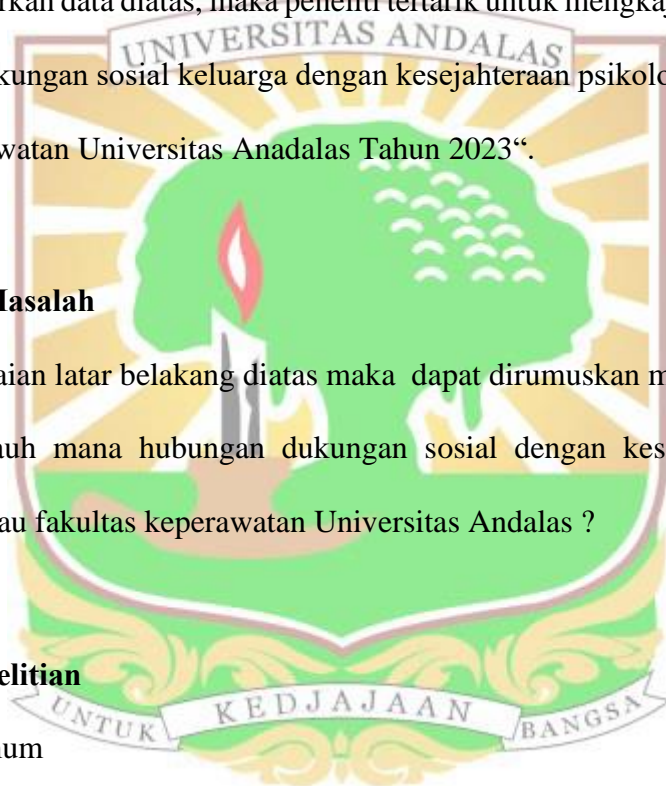 rkan data diatas, maka peneliti tertarik untuk mengkaj
UNIVERSITAS ANDALAS
kungan sosial keluarga dengan kesejahteraan psikolo
watan Universitas Anadalas Tahun 2023“.
Masalah
aian latar belakang diatas maka dapat dirumuskan m
auh mana hubungan dukungan sosial dengan kes
au fakultas keperawatan Universitas Andalas ?
elitian
UNTUK KEDJAJAAN BANGSA
um